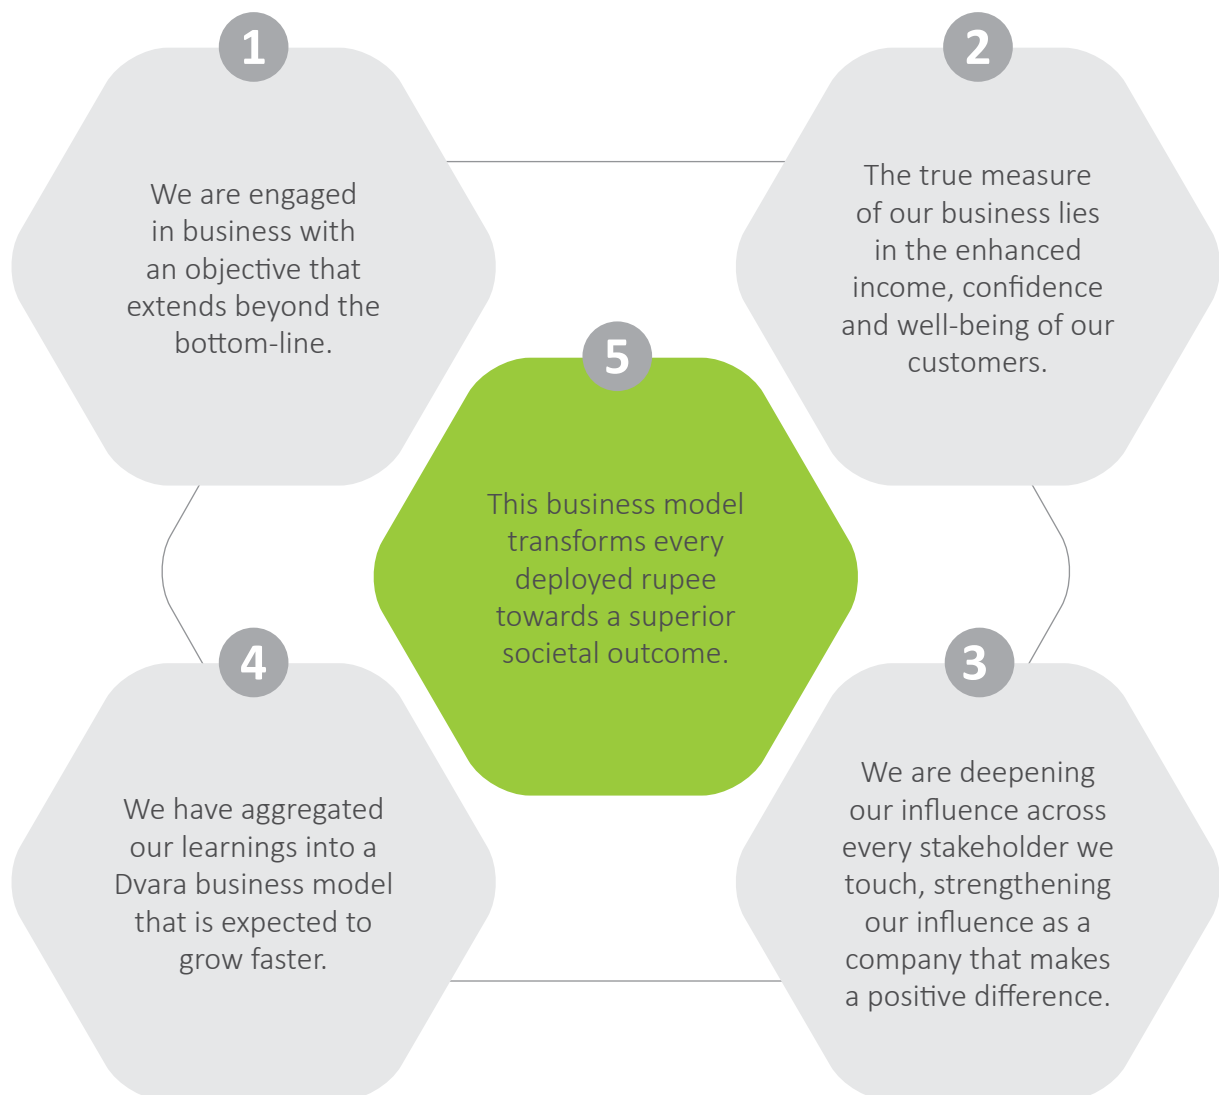 1
We are engaged
in business with
an objective that
extends beyond the
bottom-line.
2
The true measure
of our business lies
in the enhanced
income, confidence
and well-being of our
customers.
3
We are deepening
our influence across
every stakeholder we
touch, strengthening
our influence as a
company that makes
a positive difference.
4
We have aggregated
our learnings into a
Dvara business model
that is expected to
grow faster.
5
This business model
transforms every
deployed rupee
towards a superior
societal outcome.